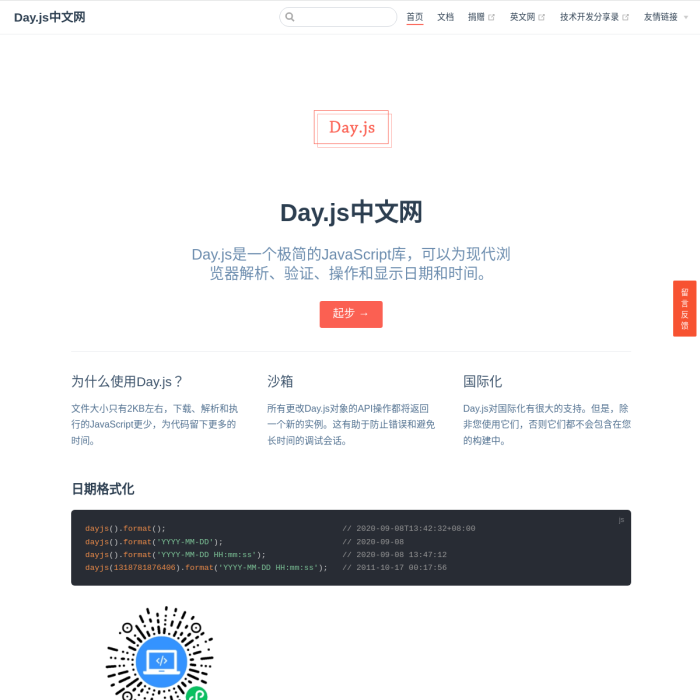 Day.js中文网
首页 文档 捐赠 英文网 技术开发分享录 友情链接
Day.js
Day.js中文网
Day.js是一个极简的JavaScript库，可以为现代浏
览器解析、验证、操作和显示日期和时间。
起步 →
留
言
反
馈
为什么使用Day.js？
文件大小只有2KB左右，下载、解析和执
行的JavaScript更少，为代码留下更多的
时间。
沙箱
所有更改Day.js对象的API操作都将返回
一个新的实例。这有助于防止错误和避免
长时间的调试会话。
国际化
Day.js对国际化有很大的支持。但是，除
非您使用它们，否则它们都不会包含在您
的构建中。
日期格式化
js
dayjs().format(); // 2020-09-08T13:42:32+08:00
dayjs().format('YYYY-MM-DD'); // 2020-09-08
dayjs().format('YYYY-MM-DD HH:mm:ss'); // 2020-09-08 13:47:12
dayjs(1318781876406).format('YYYY-MM-DD HH:mm:ss'); // 2011-10-17 00:17:56